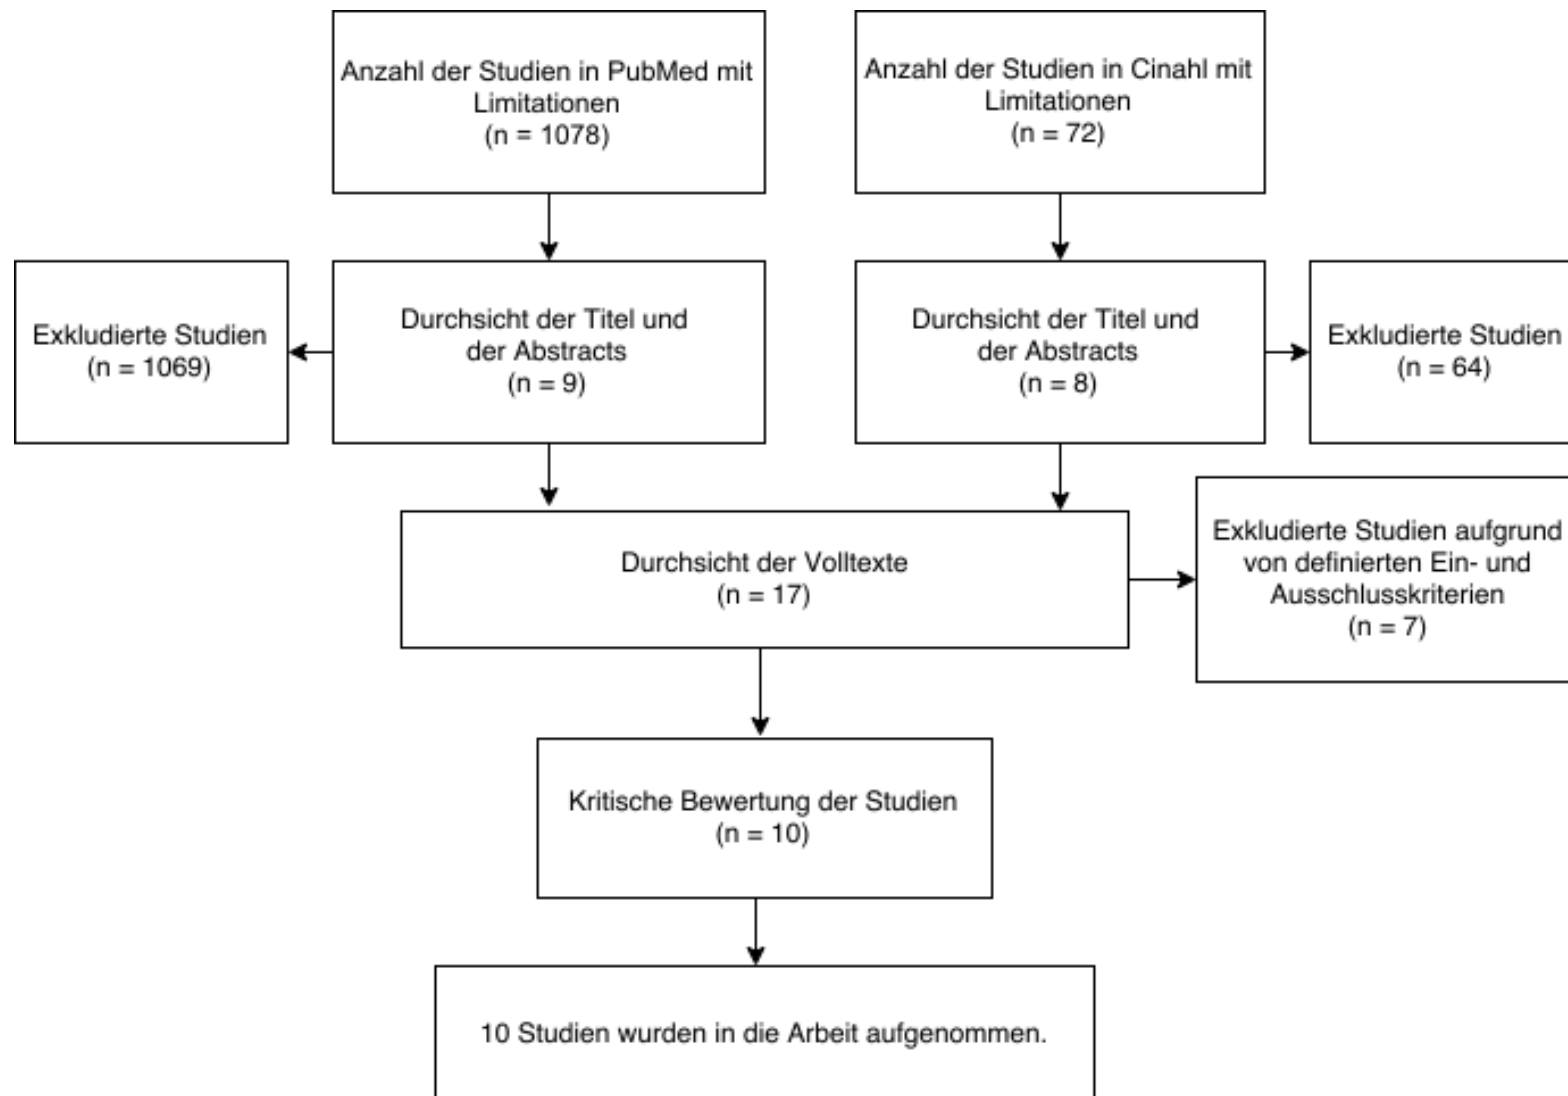 Anzahl der Studien in PubMed mit
Limitationen
(n = 1078)
Anzahl der Studien in Cinahl mit
Limitationen
(n = 72)
Exkludierte Studien
(n = 1069)
Durchsicht der Titel und
der Abstracts
(n = 9)
Durchsicht der Titel und
der Abstracts
(n = 8)
Exkludierte Studien
(n = 64)
Durchsicht der Volltexte
(n = 17)
Exkludierte Studien aufgrund
von definierten Ein- und
Ausschlusskriterien
(n = 7)
Kritische Bewertung der Studien
(n = 10)
10 Studien wurden in die Arbeit aufgenommen.